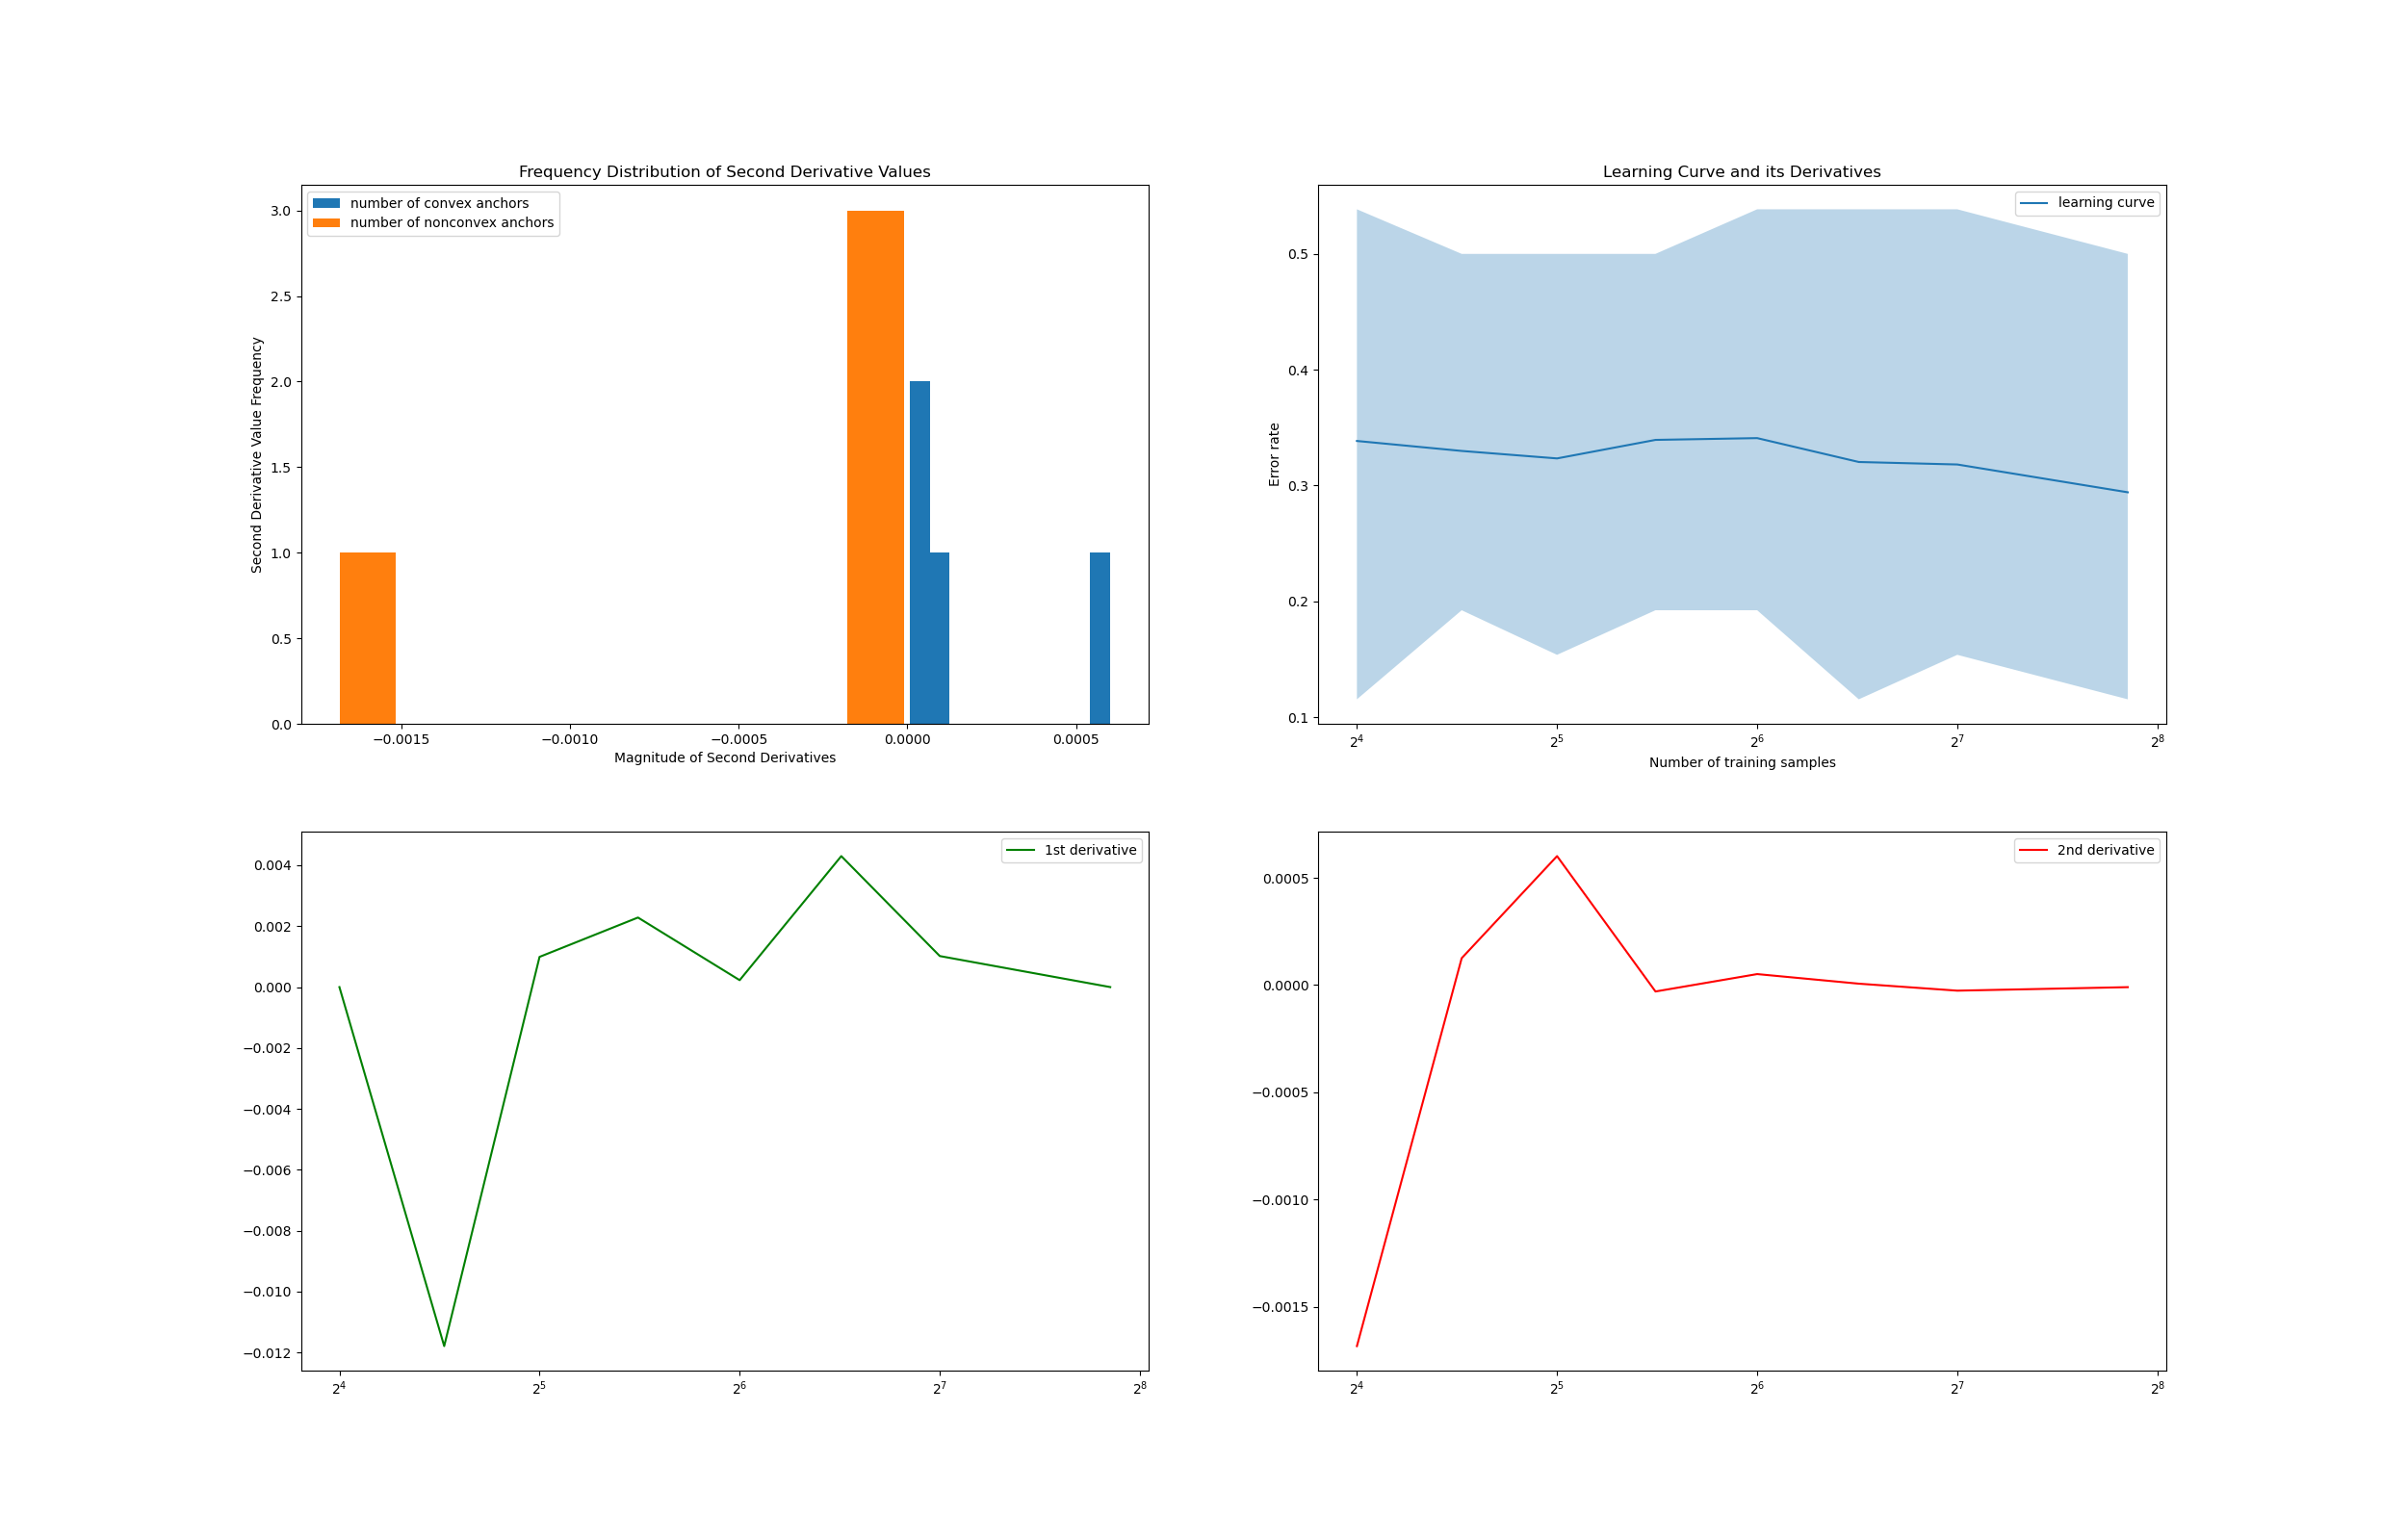 Frequency Distribution of Second Derivative Values
number of convex anchors
number of nonconvex anchors
Second Derivative Value Frequency
3.0
2.5
2.0
1.5
1.0
0.5
0.0
−0.0015 −0.0010 −0.0005 0.0000 0.0005
Magnitude of Second Derivatives
Learning Curve and its Derivatives
learning curve
Error rate
0.5
0.4
0.3
0.2
0.1
2⁴ 2⁵ 2⁶ 2⁷ 2⁸
Number of training samples
1st derivative
0.004
0.002
0.000
−0.002
−0.004
−0.006
−0.008
−0.010
−0.012
2⁴ 2⁵ 2⁶ 2⁷ 2⁸
2nd derivative
0.0005
0.0000
−0.0005
−0.0010
−0.0015
2⁴ 2⁵ 2⁶ 2⁷ 2⁸